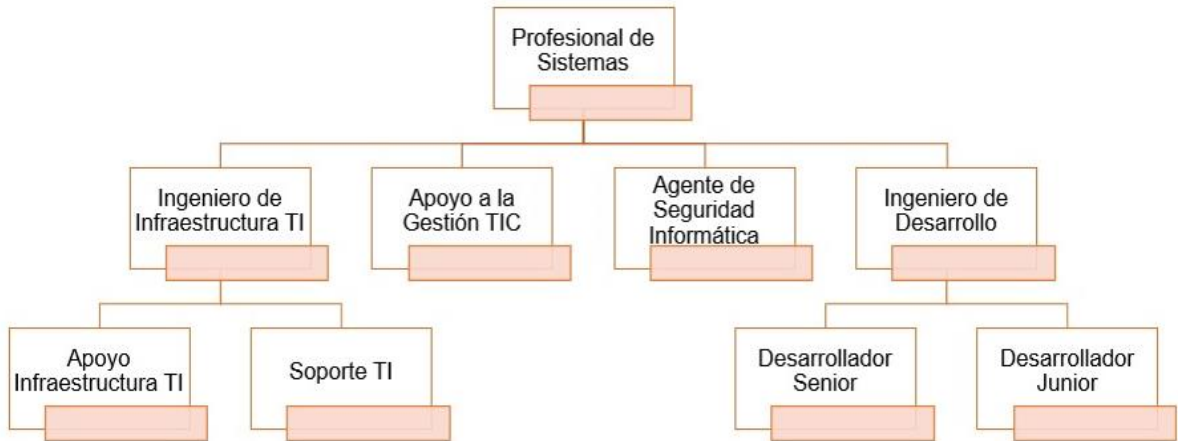 Profesional de
Sistemas
Ingeniero de
Infraestructura TI
Apoyo a la
Gestión TIC
Agente de
Seguridad
Informática
Ingeniero de
Desarrollo
Apoyo
Infraestructura TI
Soporte TI
Desarrollador
Senior
Desarrollador
Junior